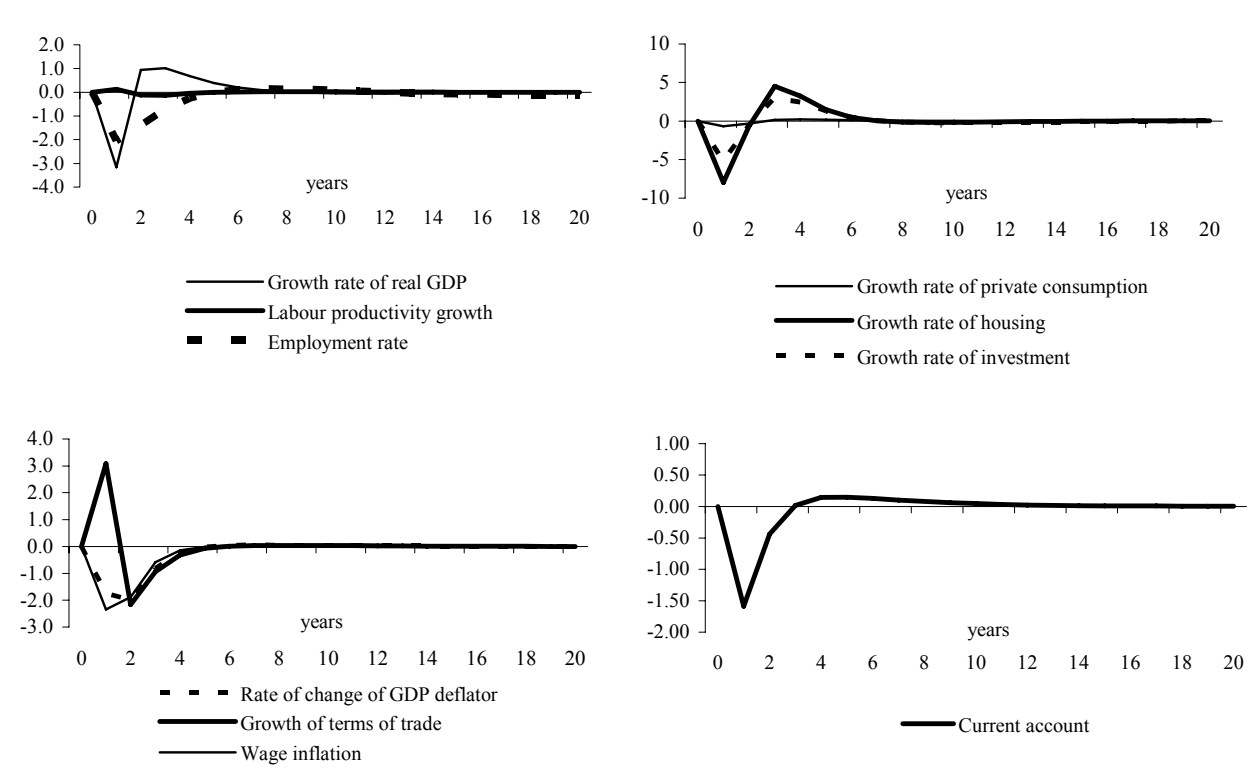 2.0
1.0
0.0
-1.0
-2.0
-3.0
-4.0
years
0 2 4 6 8 10 12 14 16 18 20
Growth rate of real GDP
Labour productivity growth
Employment rate
10
5
0
-5
-10
years
0 2 4 6 8 10 12 14 16 18 20
Growth rate of private consumption
Growth rate of housing
Growth rate of investment
4.0
3.0
2.0
1.0
0.0
-1.0
-2.0
-3.0
years
0 2 4 6 8 10 12 14 16 18 20
Rate of change of GDP deflator
Growth of terms of trade
Wage inflation
1.00
0.50
0.00
-0.50
-1.00
-1.50
-2.00
years
0 2 4 6 8 10 12 14 16 18 20
Current account